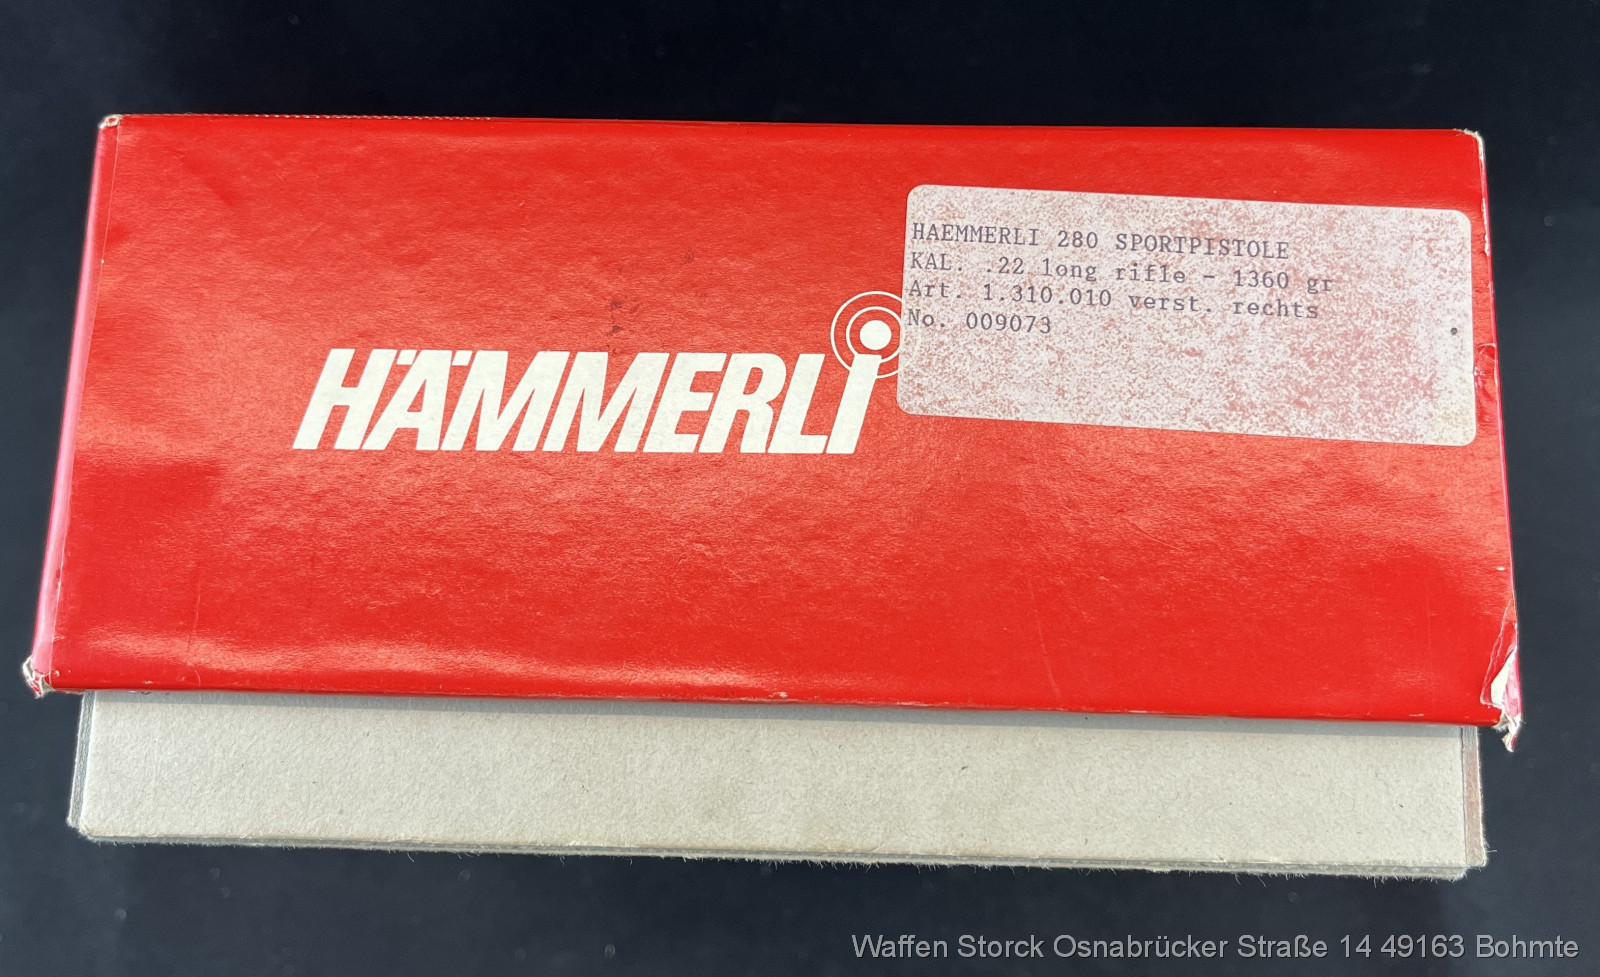 HÄMMERLi
HAEMMERLI 280 SPORTPISTOLE
KAL. .22 long rifle - 1360 gr
Art. 1.310.010 verst. rechts
No. 009073
Waffen Storck Osnabrücker Straße 14 49163 Bohmte